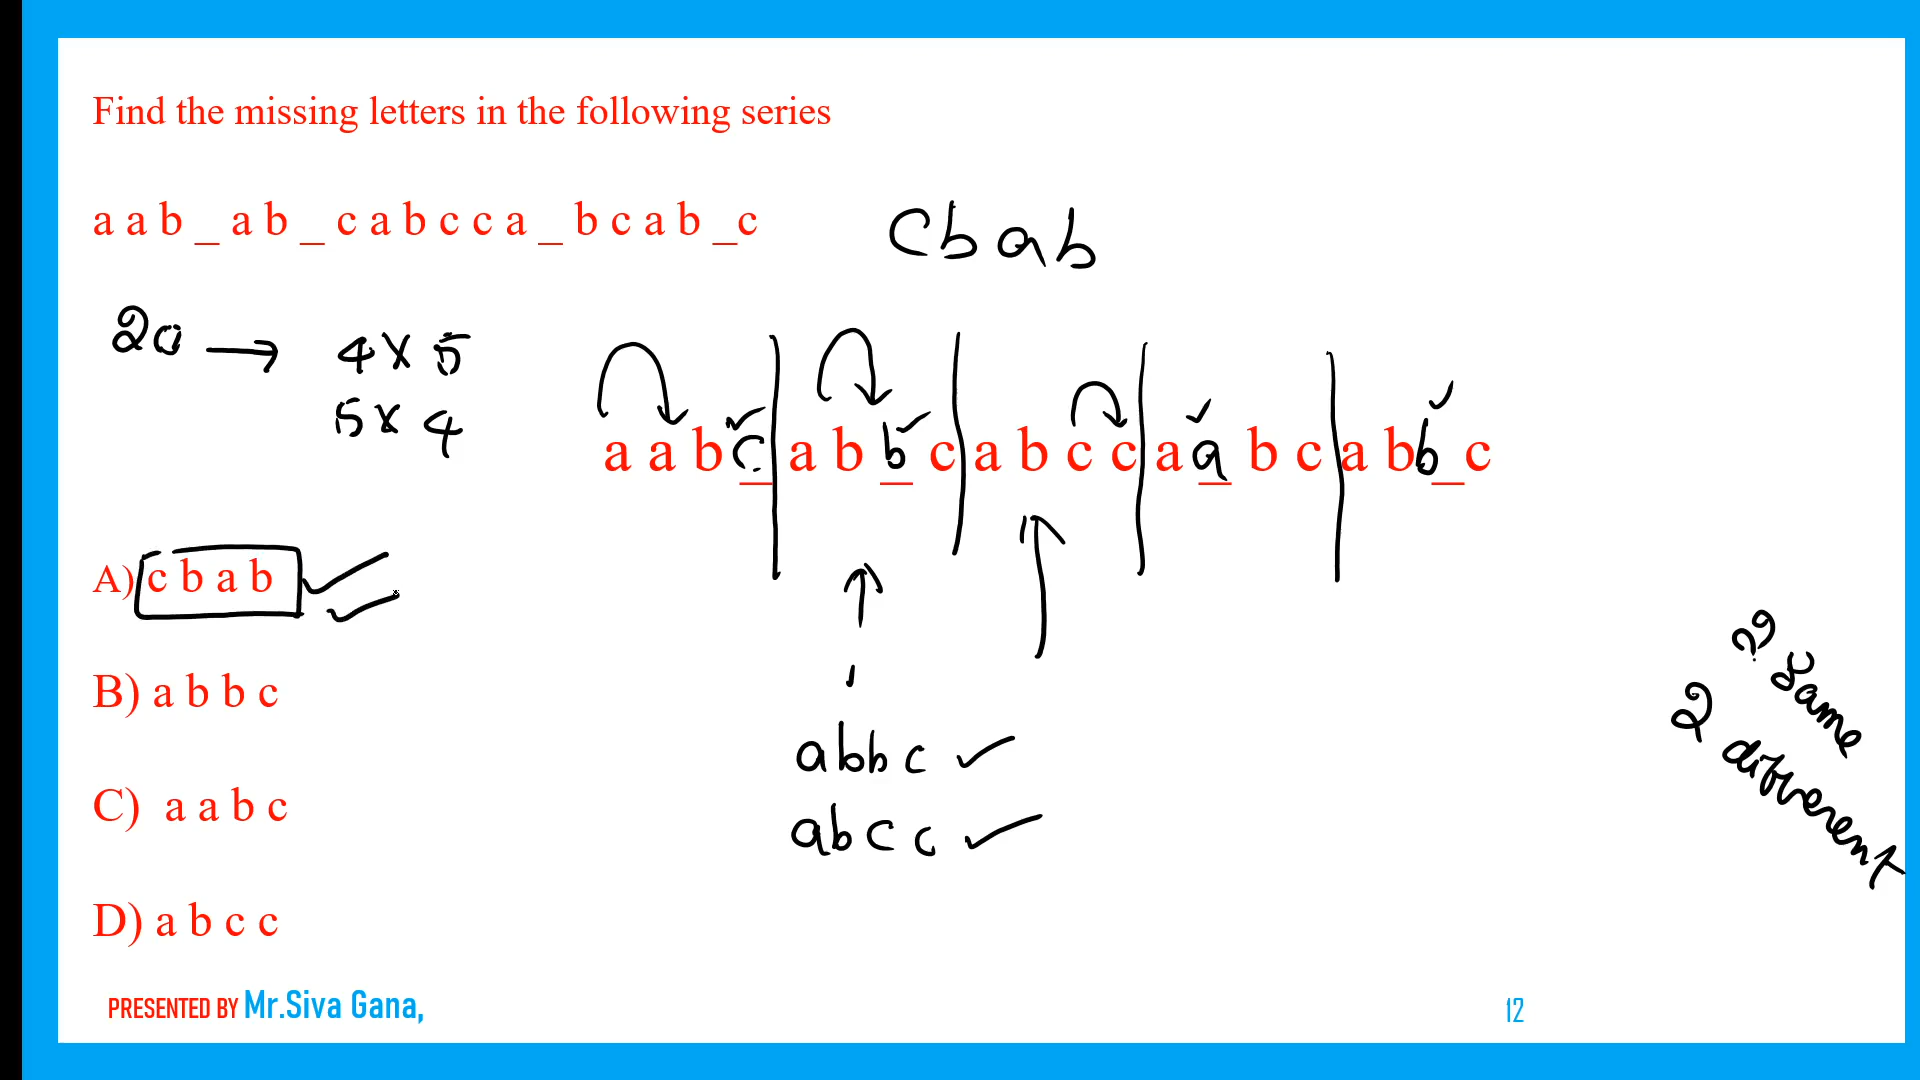 Find the missing letters in the following series
a a b _ a b _ c a b c c a _ b c a b _c
c b a b
20 → 4 x 5
5 x 4
a a b c a b b c a b c c a a b c a b b _ c
A) c b a b
B) a b b c
C) a a b c
D) a b c c
abbc ✓
abcc ✓
2 same
2 different
PRESENTED BY Mr.Siva Gana,
12